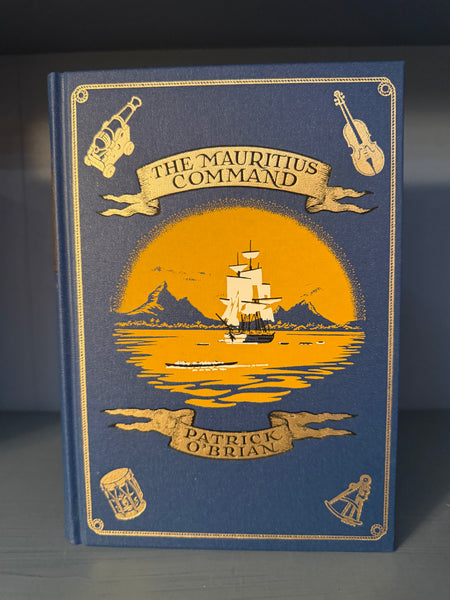 THE MAURITIUS
COMMAND
PATRICK
O'BRIAN